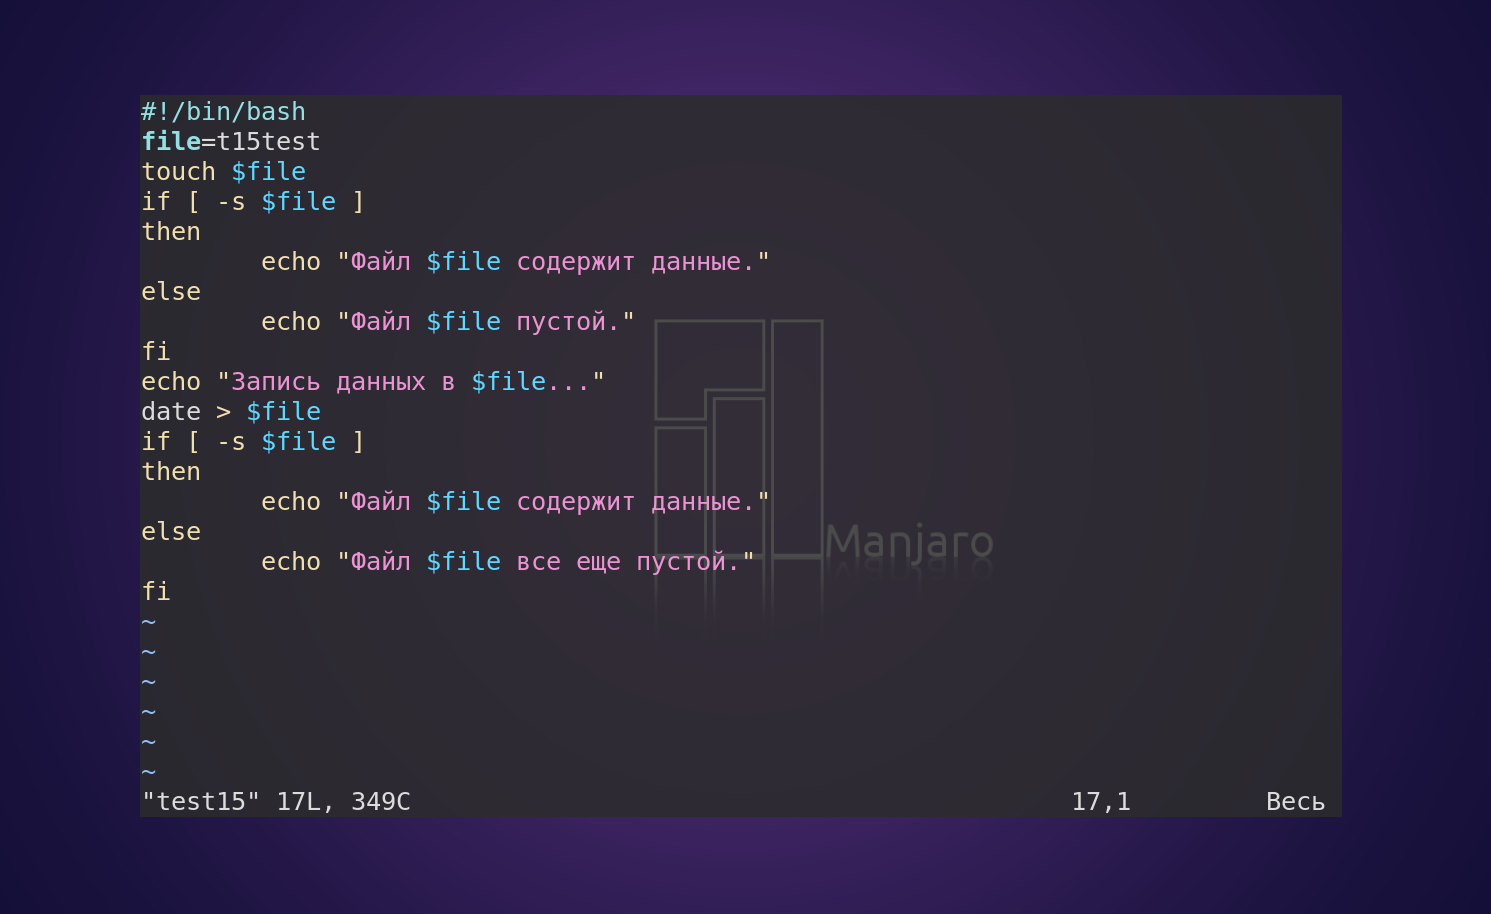 #!/bin/bash
file=t15test
touch $file
if [ -s $file ]
then
        echo "Файл $file содержит данные."
else
        echo "Файл $file пустой."
fi
echo "Запись данных в $file..."
date > $file
if [ -s $file ]
then
        echo "Файл $file содержит данные."
else
        echo "Файл $file все еще пустой."
fi
~
~
~
~
~
~
"test15" 17L, 349C 17,1 Весь
Manjaro